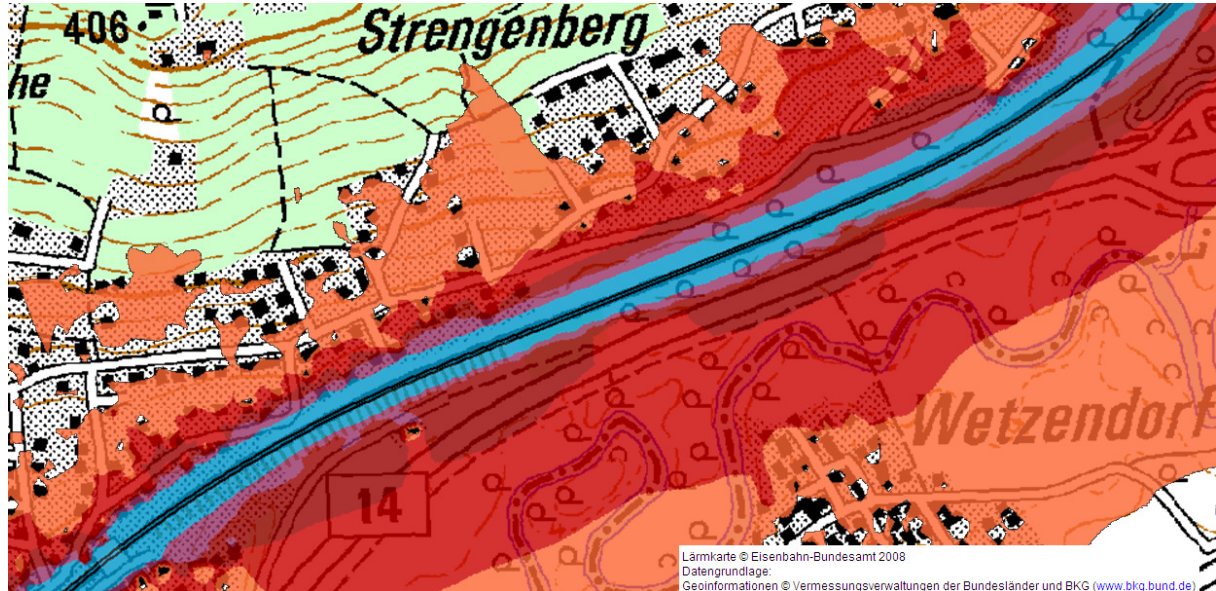 406
Strengenberg
he
Wetzendorf
14
Lärmkarte © Eisenbahn-Bundesamt 2008
Datengrundlage:
Geoinformationen © Vermessungsverwaltungen der Bundesländer und BKG (www.bkg.bund.de)